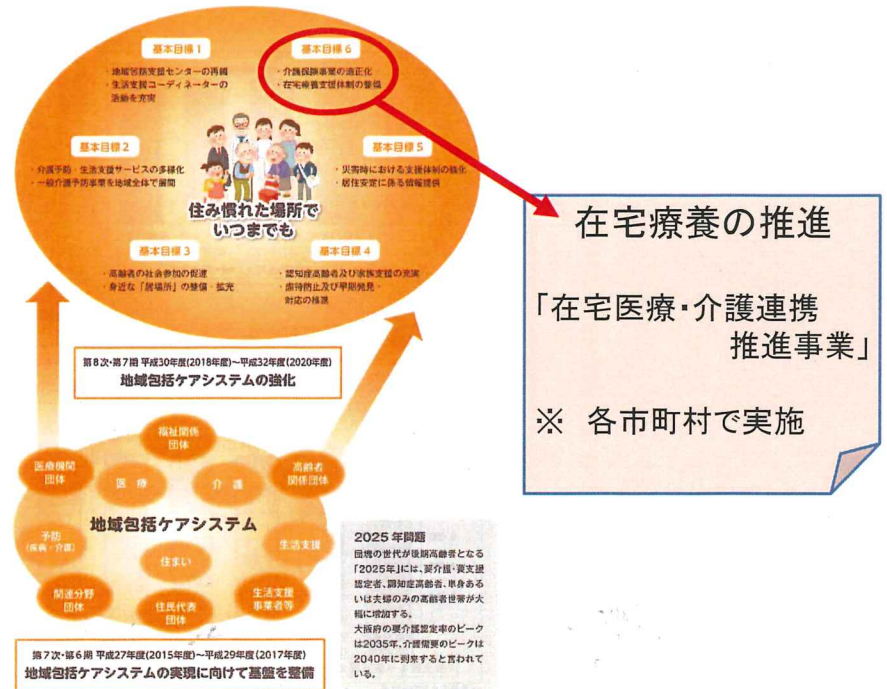 基本目標1
・地域包括支援センターの再編
・生活支援コーディネーターの
活動を充実
基本目標6
・介護保険事業の適正化
・在宅療養支援体制の整備
基本目標2
・介護予防・生活支援サービスの多様化
・一般介護予防事業を地域全体で展開
基本目標5
・災害時における支援体制の強化
・居住安定に係る情報提供
住み慣れた場所で
いつまでも
基本目標3
・高齢者の社会参加の促進
・身近な「居場所」の整備・拡充
基本目標4
・認知症高齢者及び家族支援の充実
・虐待防止及び早期発見・
対応の推進
在宅療養の推進
「在宅医療・介護連携
推進事業」
※ 各市町村で実施
第8次・第7期 平成30年度(2018年度)～平成32年度(2020年度)
地域包括ケアシステムの強化
福祉関係
団体
医療機関
団体
医療
介護
高齢者
関係団体
地域包括ケアシステム
予防
(疾病・介護)
住まい
生活支援
関連分野
団体
住民代表
団体
生活支援
事業者等
第7次・第6期 平成27年度(2015年度)～平成29年度(2017年度)
地域包括ケアシステムの実現に向けて基盤を整備
2025年問題
団塊の世代が後期高齢者となる
「2025年」には、要介護・要支援
認定者、認知症高齢者、単身ある
いは夫婦のみの高齢者世帯が大
幅に増加する。
大阪府の要介護認定率のピーク
は2035年、介護需要のピークは
2040年に到来すると言われて
いる。